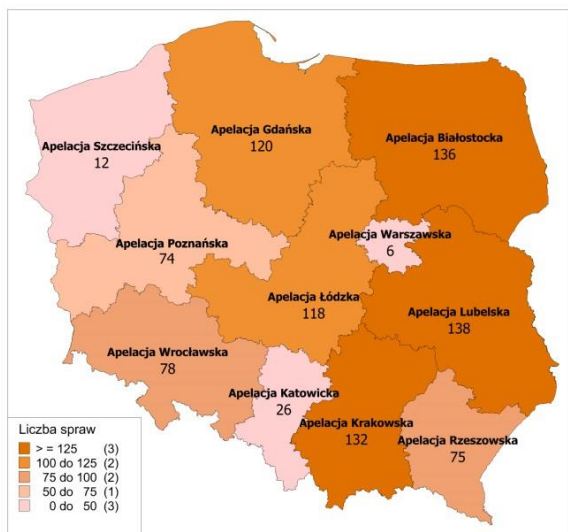 Apelacja Szczecińska
12
Apelacja Gdańska
120
Apelacja Białostocka
136
Apelacja Poznańska
74
Apelacja Warszawska
6
Apelacja Łódzka
118
Apelacja Lubelska
138
Apelacja Wrocławska
78
Apelacja Katowicka
26
Apelacja Krakowska
132
Apelacja Rzeszowska
75
Liczba spraw
> = 125 (3)
100 do 125 (2)
75 do 100 (2)
50 do 75 (1)
0 do 50 (3)